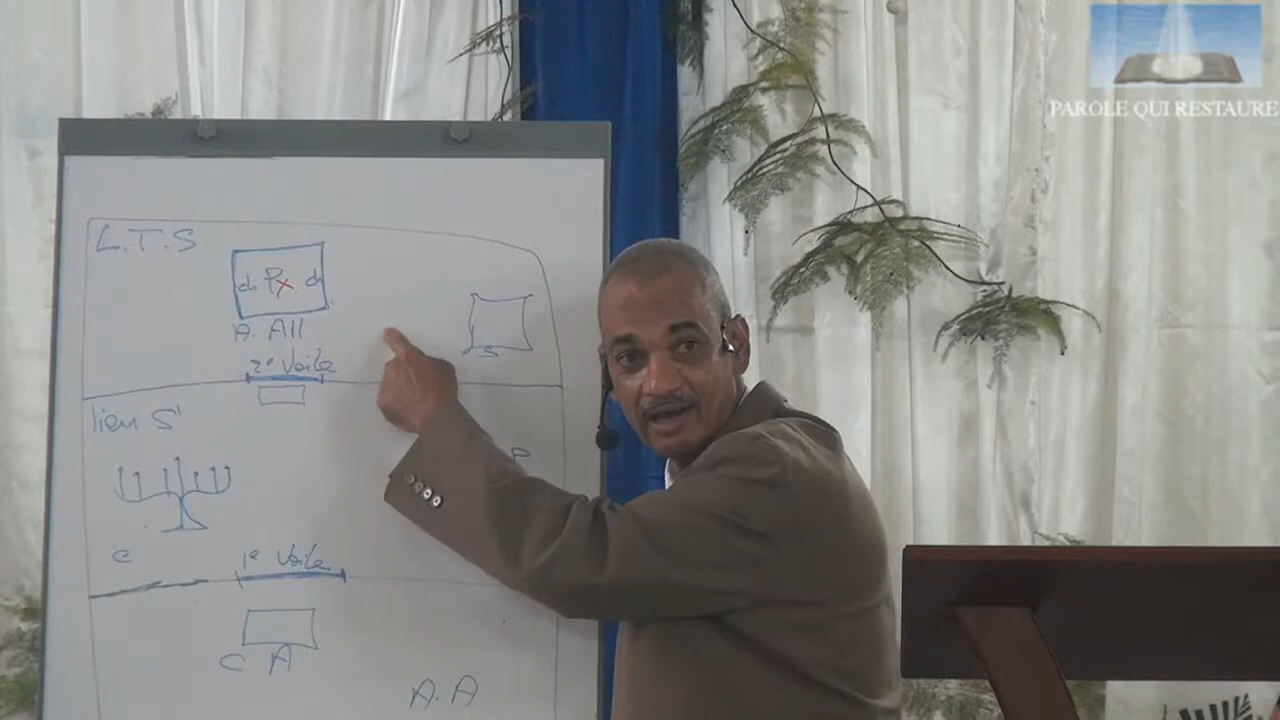 PAROLE QUI RESTAURE
L.T.S
A. All
2e Voile
lieu S
P
C
1e Voile
C A
A.A